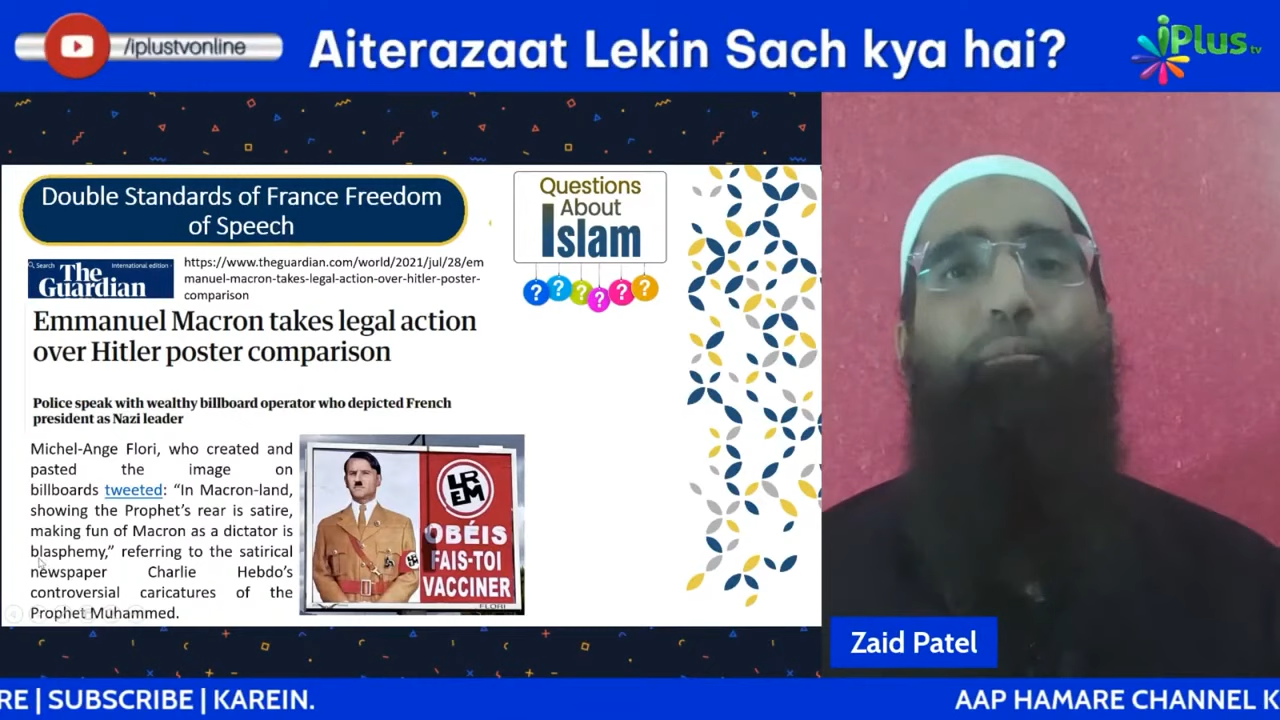 /iplustvonline
Aiterazaat Lekin Sach kya hai?
iPlus tv
Double Standards of France Freedom
of Speech
Questions
About
Islam
? ? ? ? ? ?
Search
International edition
The
Guardian
https://www.theguardian.com/world/2021/jul/28/em
manuel-macron-takes-legal-action-over-hitler-poster-
comparison
Emmanuel Macron takes legal action
over Hitler poster comparison
Police speak with wealthy billboard operator who depicted French
president as Nazi leader
Michel-Ange Flori, who created and
pasted the image on
billboards tweeted: “In Macron-land,
showing the Prophet’s rear is satire,
making fun of Macron as a dictator is
blasphemy,” referring to the satirical
newspaper Charlie Hebdo’s
controversial caricatures of the
Prophet Muhammed.
LR
EM
OBÉIS
FAIS-TOI
VACCINER
FLORI
Zaid Patel
RE | SUBSCRIBE | KAREIN.
AAP HAMARE CHANNEL K